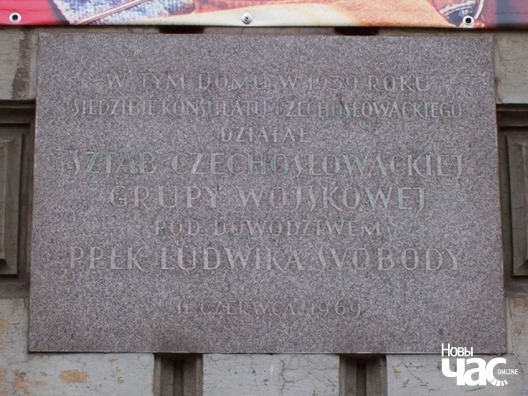 W TYM DOMU W 1939 ROKU
SIEDZIBIE KONSULATU CZECHOSŁOWACKIEGO
DZIAŁAŁ
SZTAB CZECHOSŁOWACKIEJ
GRUPY WOJSKOWEJ
POD DOWÓDZTWEM
PPŁK LUDWIKA SVOBODY
11 CZERWCA 1969
Новы
Час ONLINE